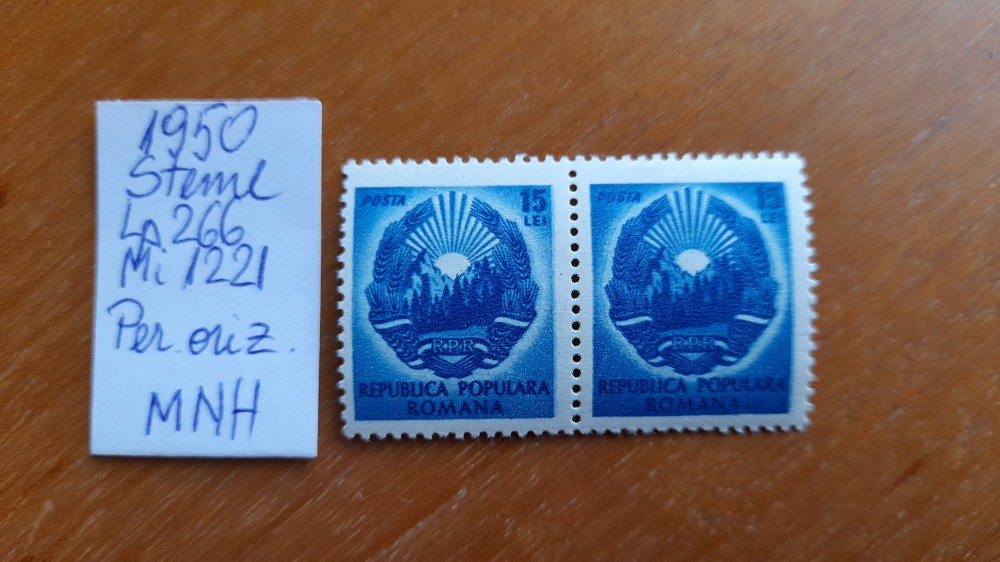 1950
Steme
Lp 266
Mi 1221
Per. oriz.
MNH
POSTA 15
LEI
R·P·R
REPUBLICA POPULARA
ROMANA
POSTA 15
LEI
R·P·R
REPUBLICA POPULARA
ROMANA